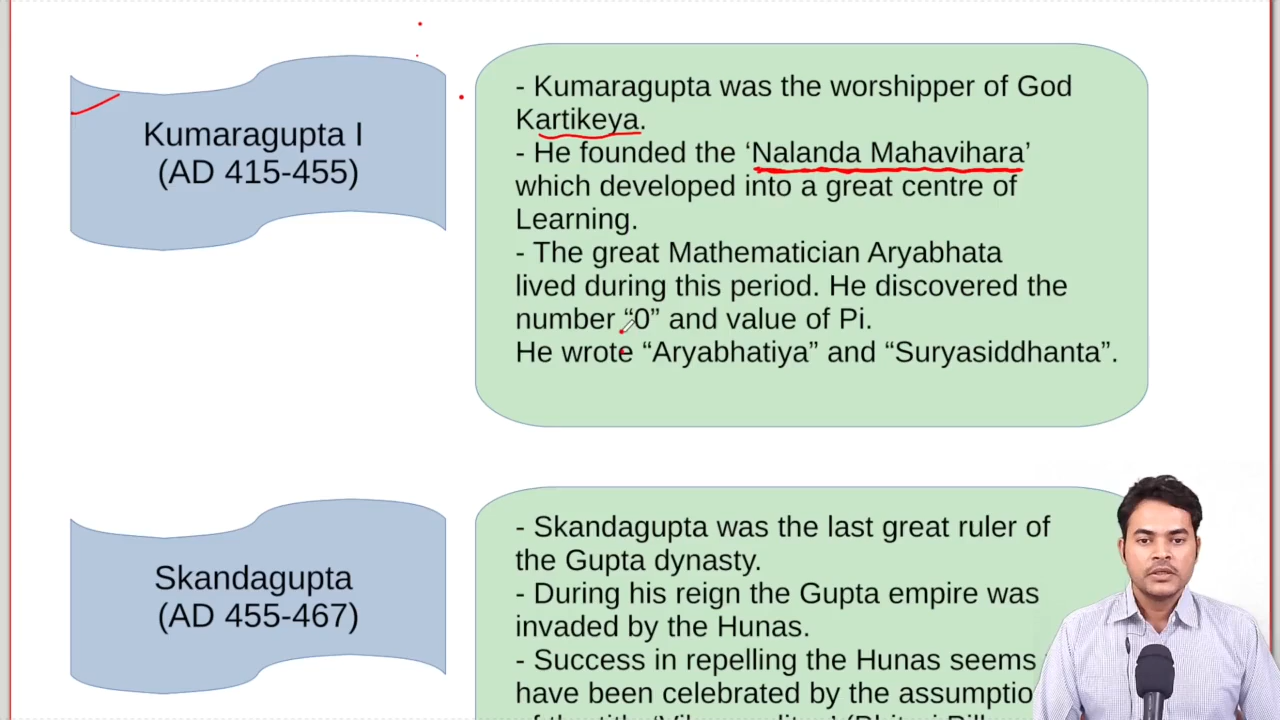 Kumaragupta I
(AD 415-455)
- Kumaragupta was the worshipper of God
Kartikeya.
- He founded the ‘Nalanda Mahavihara’
which developed into a great centre of
Learning.
- The great Mathematician Aryabhata
lived during this period. He discovered the
number “0” and value of Pi.
He wrote “Aryabhatiya” and “Suryasiddhanta”.
Skandagupta
(AD 455-467)
- Skandagupta was the last great ruler of
the Gupta dynasty.
- During his reign the Gupta empire was
invaded by the Hunas.
- Success in repelling the Hunas seems
have been celebrated by the